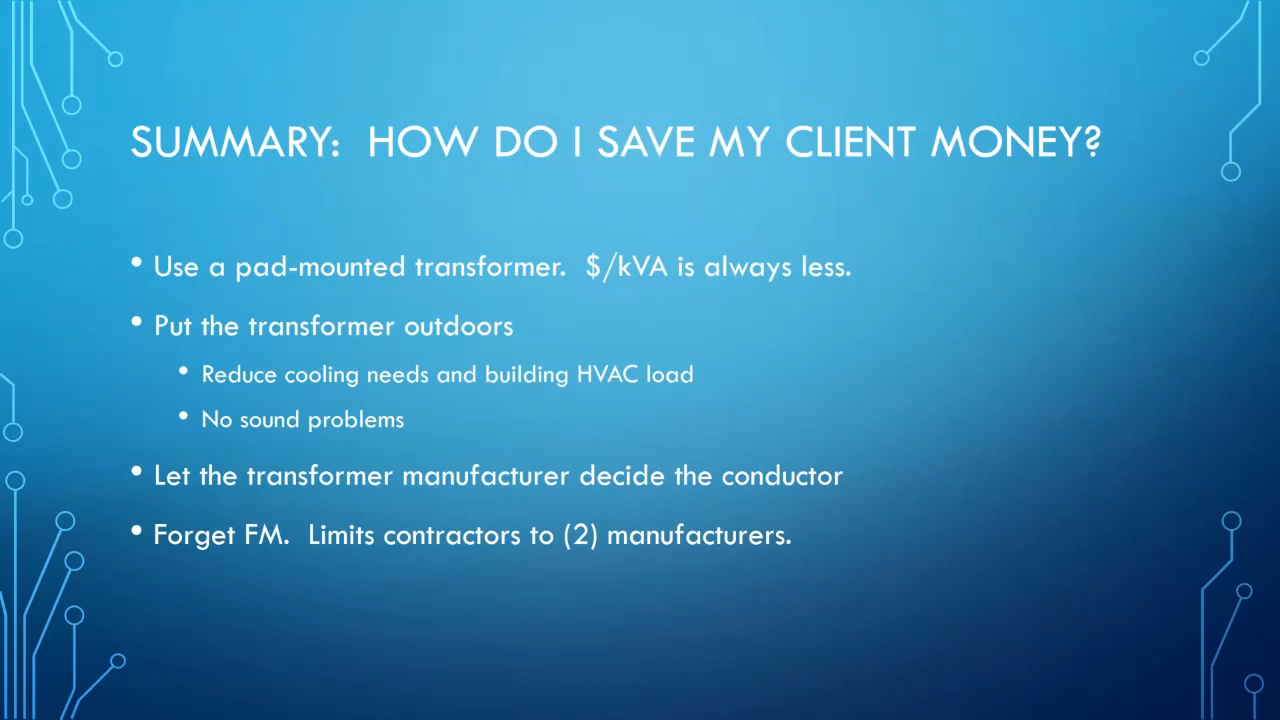 SUMMARY:  HOW DO I SAVE MY CLIENT MONEY?
• Use a pad-mounted transformer.  $/kVA is always less.
• Put the transformer outdoors
• Reduce cooling needs and building HVAC load
• No sound problems
• Let the transformer manufacturer decide the conductor
• Forget FM.  Limits contractors to (2) manufacturers.